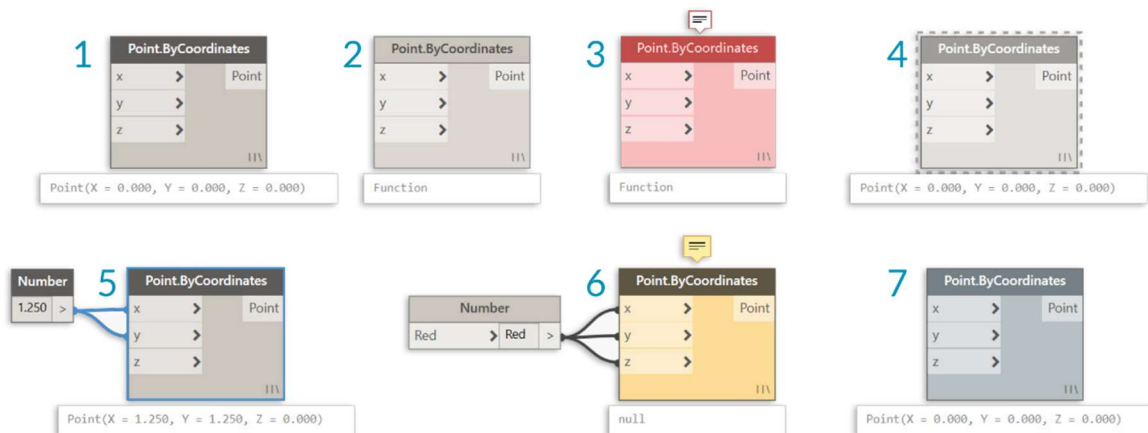 1
Point.ByCoordinates
x >
Point
y >
z >
Point(X = 0.000, Y = 0.000, Z = 0.000)
2
Point.ByCoordinates
x >
Point
y >
z >
Function
3
Point.ByCoordinates
x >
Point
y >
z >
Function
4
Point.ByCoordinates
x >
Point
y >
z >
Point(X = 0.000, Y = 0.000, Z = 0.000)
Number
1.250 >
5
Point.ByCoordinates
x >
Point
y >
z >
Point(X = 1.250, Y = 1.250, Z = 0.000)
Number
Red > Red >
6
Point.ByCoordinates
x >
Point
y >
z >
null
7
Point.ByCoordinates
x >
Point
y >
z >
Point(X = 0.000, Y = 0.000, Z = 0.000)